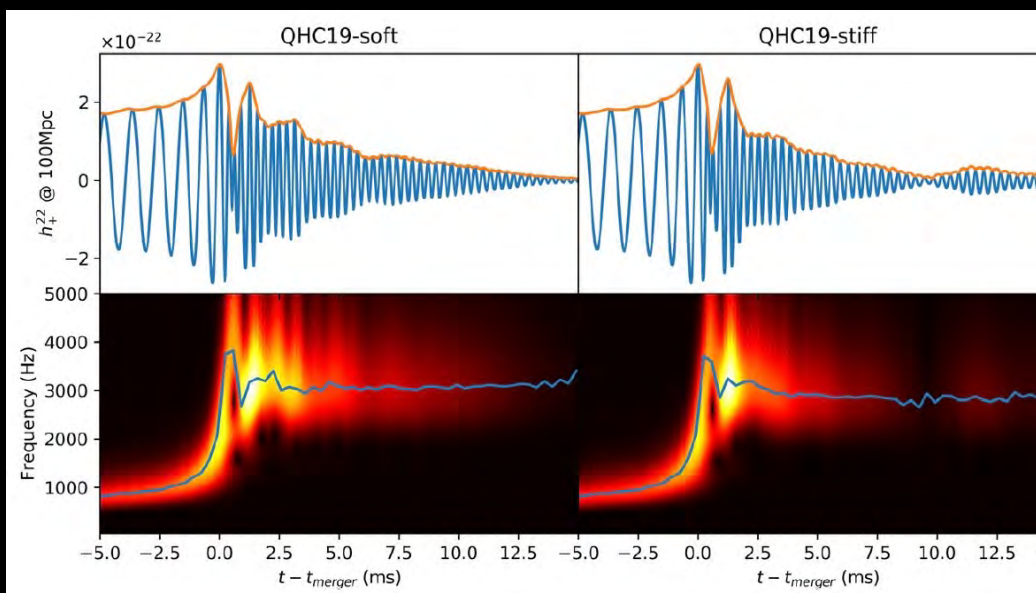 ×10⁻²²
QHC19-soft
QHC19-stiff
h₊²² @ 100Mpc
2
0
−2
Frequency (Hz)
5000
4000
3000
2000
1000
−5.0 −2.5 0.0 2.5 5.0 7.5 10.0 12.5 −5.0 −2.5 0.0 2.5 5.0 7.5 10.0 12.5
t − tmerger (ms)
t − tmerger (ms)